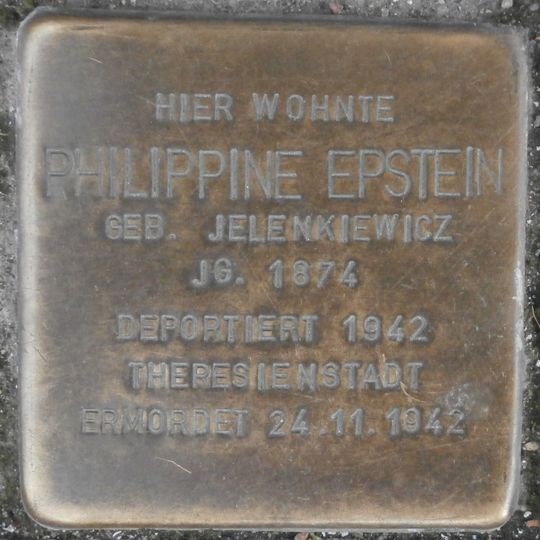 HIER WOHNTE
PHILIPPINE EPSTEIN
GEB. JELENKIEWICZ
JG. 1874
DEPORTIERT 1942
THERESIENSTADT
ERMORDET 24.11.1942